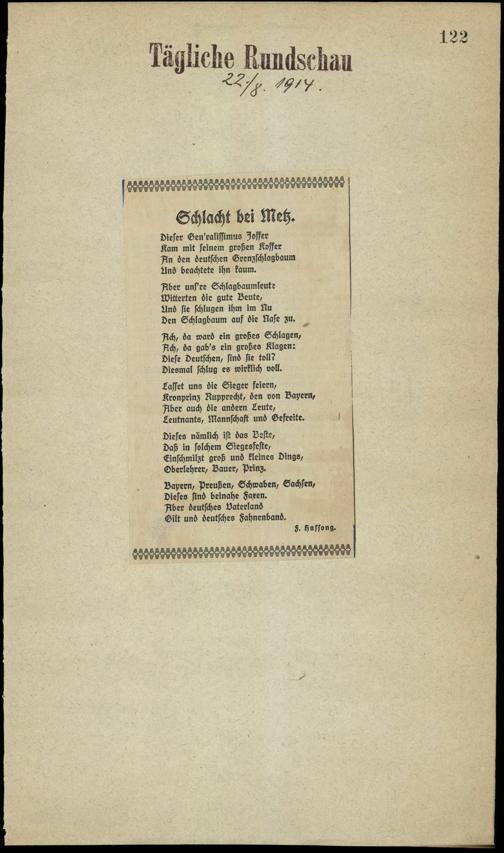 122
Tägliche Rundschau
22./8. 1914.
Schlacht bei Metz.
Dieser Gen'ralissimus Joffer
Kam mit seinem großen Koffer
An den deutschen Grenzschlagbaum
Und beachtete ihn kaum.
Aber uns're Schlagbaumleute
Witterten die gute Beute,
Und sie schlugen ihm im Nu
Den Schlagbaum auf die Nase zu.
Ach, da ward ein großes Schlagen,
Ach, da gab's ein großes Klagen:
Diese Deutschen, sind sie toll?
Diesmal schlug es wirklich voll.
Lasset uns die Sieger feiern,
Kronprinz Rupprecht, den von Bayern,
Aber auch die andern Leute,
Leutnants, Mannschaft und Gefreite.
Dieses nämlich ist das Beste,
Daß in solchem Siegesfeste,
Einschmilzt groß und kleines Dings,
Oberlehrer, Bauer, Prinz.
Bayern, Preußen, Schwaben, Sachsen,
Dieses sind beinahe Faxen.
Aber deutsches Vaterland
Gilt und deutsches Fahnenband.
F. Hussong.